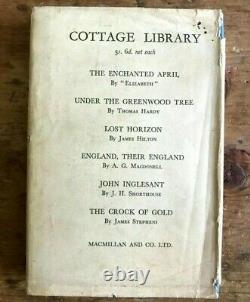 COTTAGE LIBRARY
5s. 6d. net each
THE ENCHANTED APRIL
By "ELIZABETH"
UNDER THE GREENWOOD TREE
By THOMAS HARDY
LOST HORIZON
By JAMES HILTON
ENGLAND, THEIR ENGLAND
By A. G. MACDONELL
JOHN INGLESANT
By J. H. SHORTHOUSE
THE CROCK OF GOLD
By JAMES STEPHENS
MACMILLAN AND CO. LTD.
withKarl.com